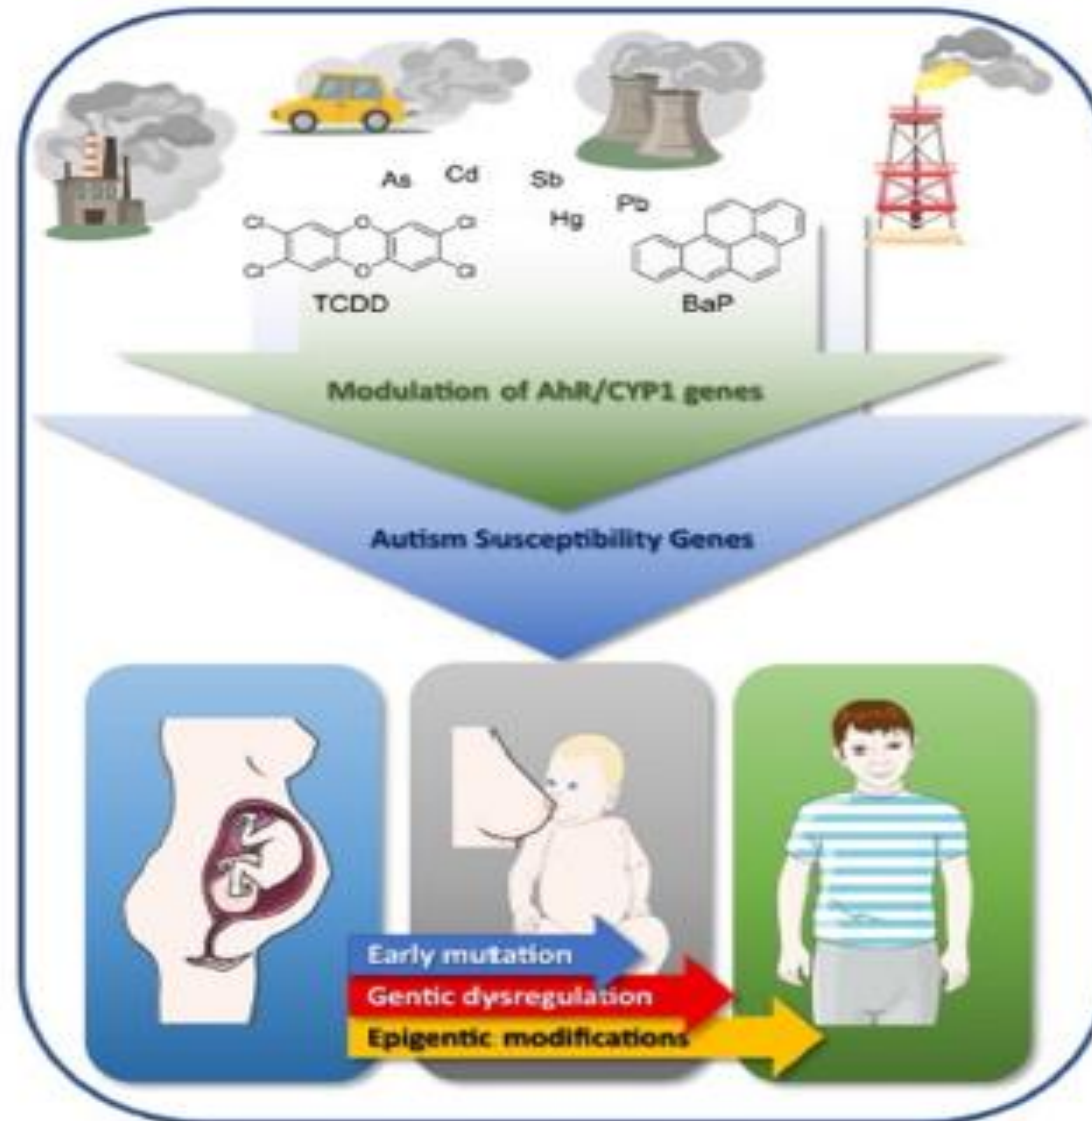 As Cd Sb
Hg Pb
Cl O Cl
Cl O Cl
TCDD BaP
Modulation of AhR/CYP1 genes
Autism Susceptibility Genes
Early mutation
Gentic dysregulation
Epigentic modifications